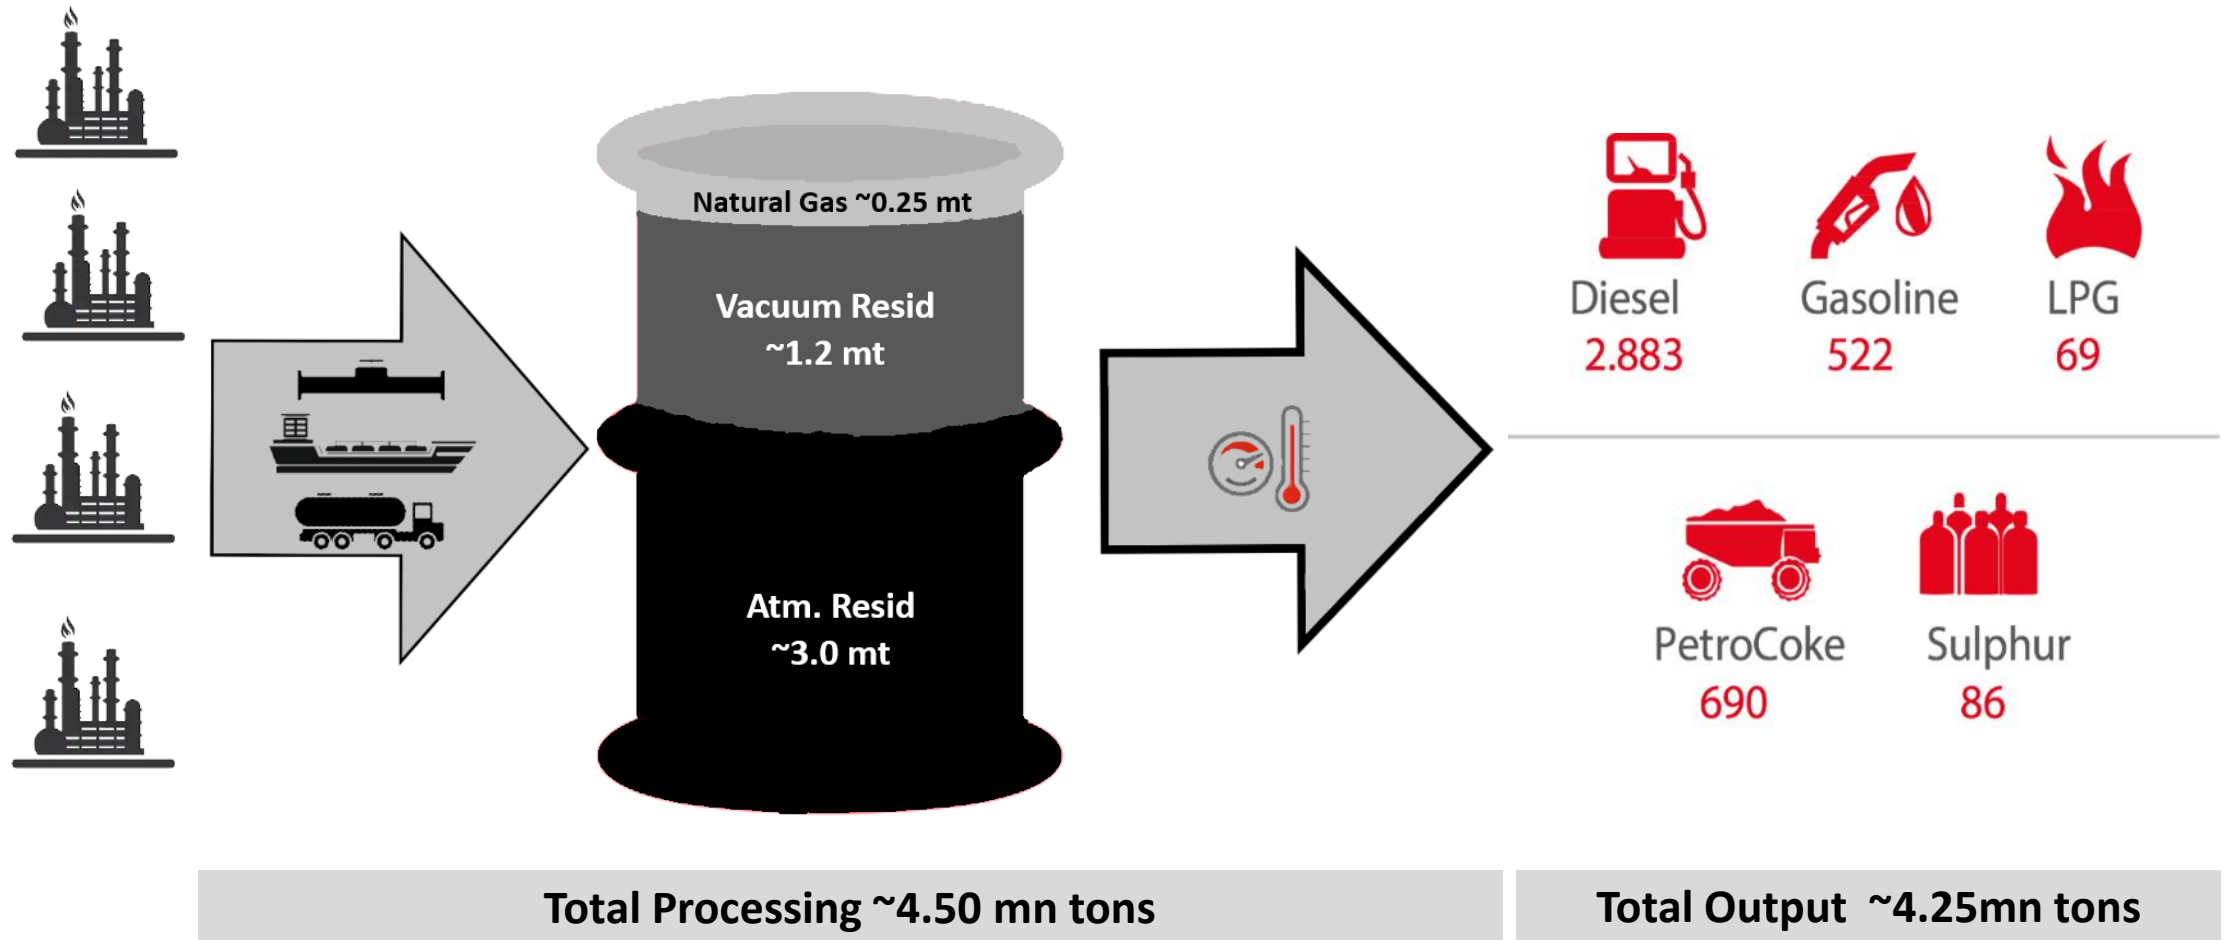 Natural Gas ~0.25 mt
Vacuum Resid
~1.2 mt
Atm. Resid
~3.0 mt
Diesel
2.883
Gasoline
522
LPG
69
PetroCoke
690
Sulphur
86
Total Processing ~4.50 mn tons
Total Output ~4.25mn tons